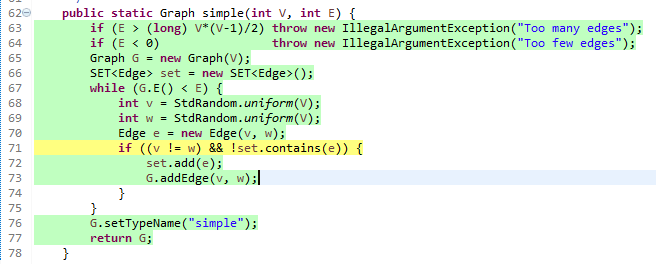 62 public static Graph simple(int V, int E) {
63 if (E > (long) V*(V-1)/2) throw new IllegalArgumentException("Too many edges");
64 if (E < 0) throw new IllegalArgumentException("Too few edges");
65 Graph G = new Graph(V);
66 SET<Edge> set = new SET<Edge>();
67 while (G.E() < E) {
68 int v = StdRandom.uniform(V);
69 int w = StdRandom.uniform(V);
70 Edge e = new Edge(v, w);
71 if ((v != w) && !set.contains(e)) {
72 set.add(e);
73 G.addEdge(v, w);
74 }
75 }
76 G.setTypeName("simple");
77 return G;
78 }